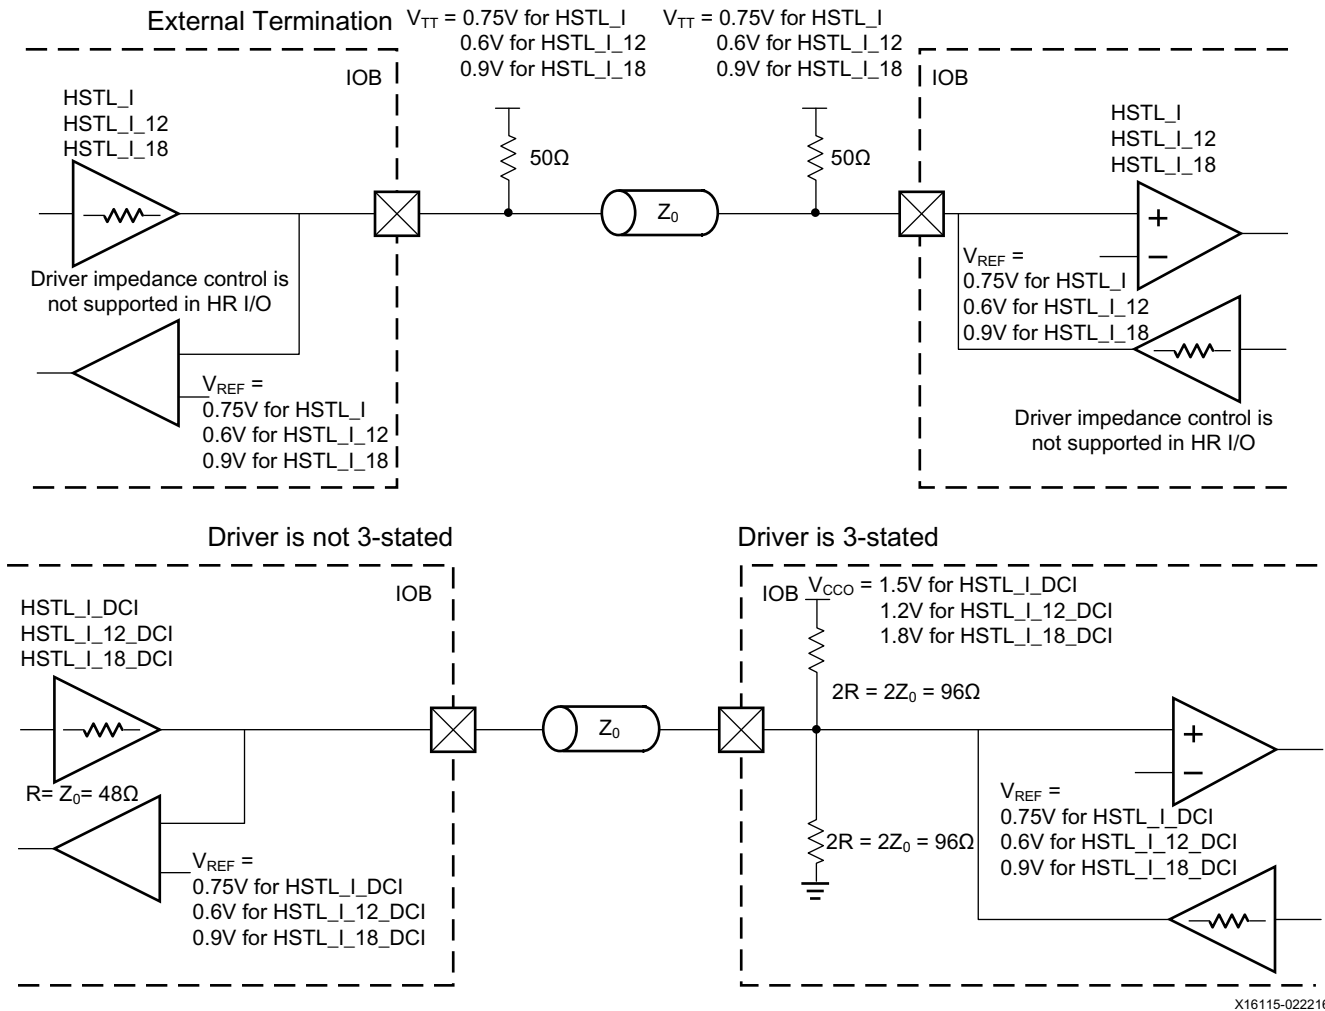 External Termination
V_TT = 0.75V for HSTL_I
0.6V for HSTL_I_12
0.9V for HSTL_I_18
V_TT = 0.75V for HSTL_I
0.6V for HSTL_I_12
0.9V for HSTL_I_18
IOB
HSTL_I
HSTL_I_12
HSTL_I_18
50Ω
Z0
50Ω
IOB
HSTL_I
HSTL_I_12
HSTL_I_18
+
−
Driver impedance control is
not supported in HR I/O
V_REF =
0.75V for HSTL_I
0.6V for HSTL_I_12
0.9V for HSTL_I_18
V_REF =
0.75V for HSTL_I
0.6V for HSTL_I_12
0.9V for HSTL_I_18
Driver impedance control is
not supported in HR I/O
Driver is not 3-stated
IOB
HSTL_I_DCI
HSTL_I_12_DCI
HSTL_I_18_DCI
R= Z0= 48Ω
V_REF =
0.75V for HSTL_I_DCI
0.6V for HSTL_I_12_DCI
0.9V for HSTL_I_18_DCI
Z0
Driver is 3-stated
IOB
V_CCO = 1.5V for HSTL_I_DCI
1.2V for HSTL_I_12_DCI
1.8V for HSTL_I_18_DCI
2R = 2Z0 = 96Ω
2R = 2Z0 = 96Ω
+
−
V_REF =
0.75V for HSTL_I_DCI
0.6V for HSTL_I_12_DCI
0.9V for HSTL_I_18_DCI
X16115-022216